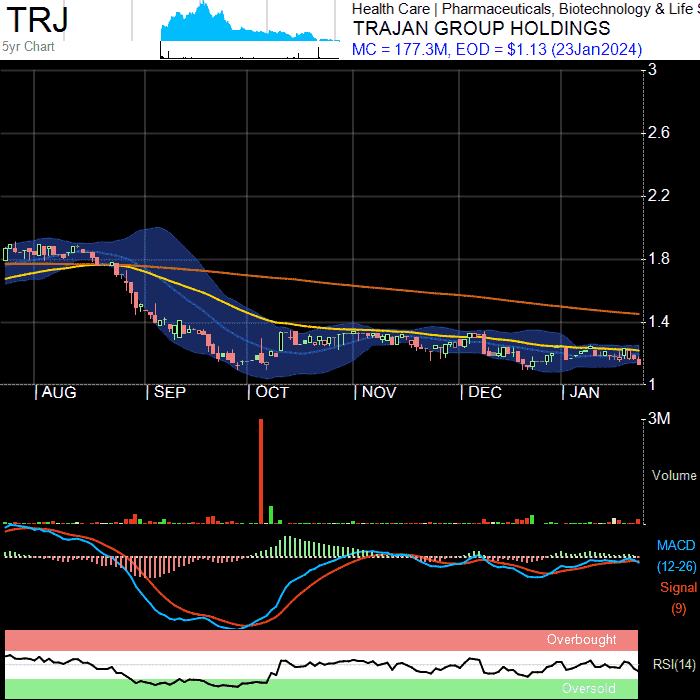 TRJ
5yr Chart
Health Care | Pharmaceuticals, Biotechnology & Life S
TRAJAN GROUP HOLDINGS
MC = 177.3M, EOD = $1.13 (23Jan2024)
3
2.6
2.2
1.8
1.4
1
| AUG | SEP | OCT | NOV | DEC | JAN
3M
Volume
MACD
(12-26)
Signal
(9)
Overbought
RSI(14)
Oversold